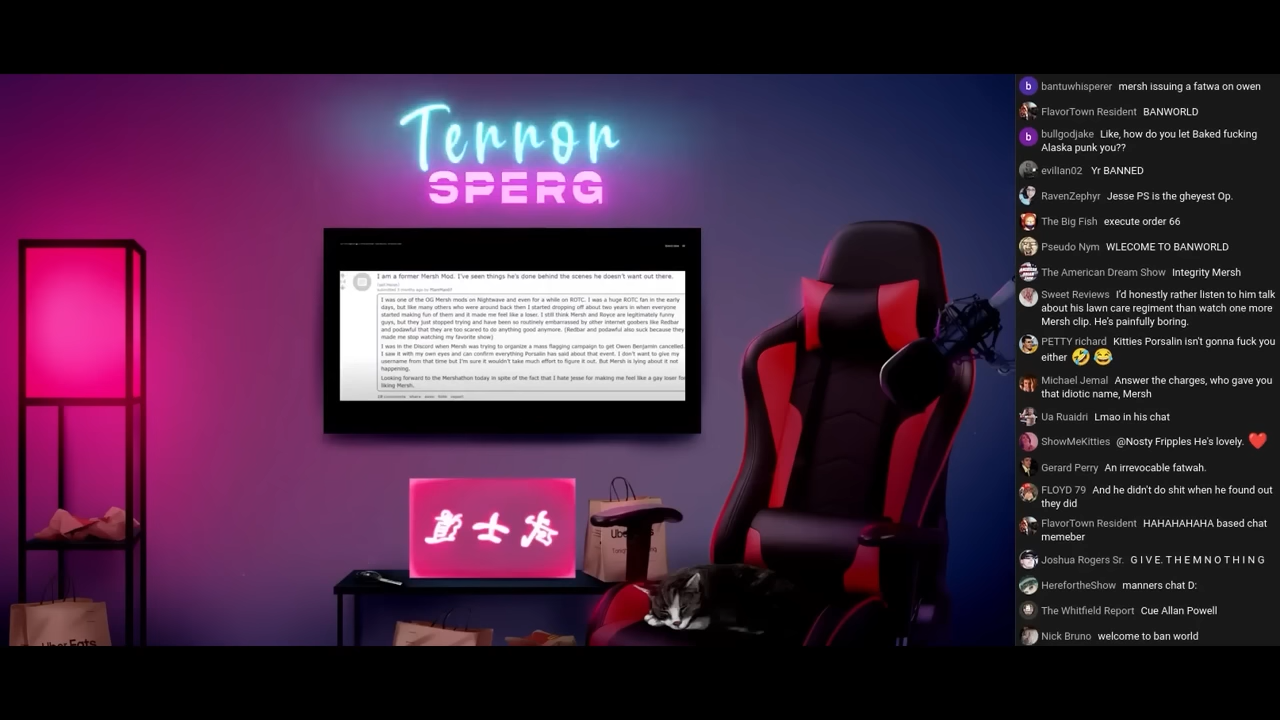 Terror
SPERG
I am a former Mersh Mod. I've seen things he's done behind the scenes he doesn't want out there.
I was one of the OG Mersh mods on Nightwave and even for a while on ROTC. I was a huge ROTC fan in the early
days, but like many others who were around back then I started dropping off about two years in when everyone
started making fun of them and it made me feel like a loser. I still think Mersh and Royce are legitimately funny
guys, but they just stopped trying and have been so routinely embarrassed by other internet goobers like Redbar
and podawful that they are too scared to do anything good anymore. (Redbar and podawful also suck because they
made me stop watching my favorite show)
I was in the Discord when Mersh was trying to organize a mass flagging campaign to get Owen Benjamin cancelled.
I saw it with my own eyes and can confirm everything Porsalin has said about that event. I don't want to give my
username from that time but I'm sure it wouldn't take much effort to figure it out. But Mersh is lying about it not
happening.
Looking forward to the Mershathon today in spite of the fact that I hate jesse for making me feel like a gay loser for
liking Mersh.
Uber Eats
bantuwhisperer mersh issuing a fatwa on owen
FlavorTown Resident BANWORLD
bullgodjake Like, how do you let Baked fucking
Alaska punk you??
evilIan02 Yr BANNED
RavenZephyr Jesse PS is the gheyest Op.
The Big Fish execute order 66
Pseudo Nym WLECOME TO BANWORLD
The American Dream Show Integrity Mersh
Sweet Reviews I'd honestly rather listen to him talk
about his lawn care regiment than watch one more
Mersh clip. He's painfully boring.
PETTY richard Kitties Porsalin isnt gonna fuck you
either 🤣😂
Michael Jemal Answer the charges, who gave you
that idiotic name, Mersh
Ua Ruairdri Lmao in his chat
ShowMeKitties @Nosty Fripples He's lovely. ❤️
Gerard Perry An irrevocable fatwah.
FLOYD 79 And he didn't do shit when he found out
they did
FlavorTown Resident HAHAHAHAHA based chat
memeber
Joshua Rogers Sr. G I V E. T H E M N O T H I N G
HerefortheShow manners chat D:
The Whitfield Report Cue Allan Powell
Nick Bruno welcome to ban world